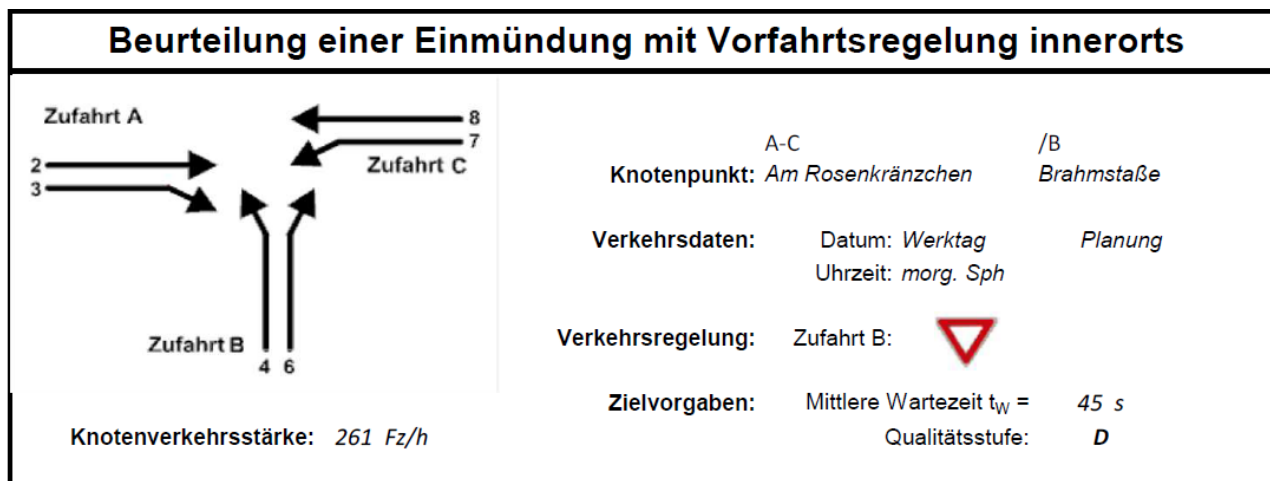 Beurteilung einer Einmündung mit Vorfahrtsregelung innerorts
Zufahrt A
8
7
2
Zufahrt C
3
Zufahrt B
4 6
Knotenverkehrsstärke: 261 Fz/h
A-C /B
Knotenpunkt: Am Rosenkränzchen Brahmstaße
Verkehrsdaten: Datum: Werktag Planung
Uhrzeit: morg. Sph
Verkehrsregelung: Zufahrt B:
Zielvorgaben: Mittlere Wartezeit tW = 45 s
Qualitätsstufe: D